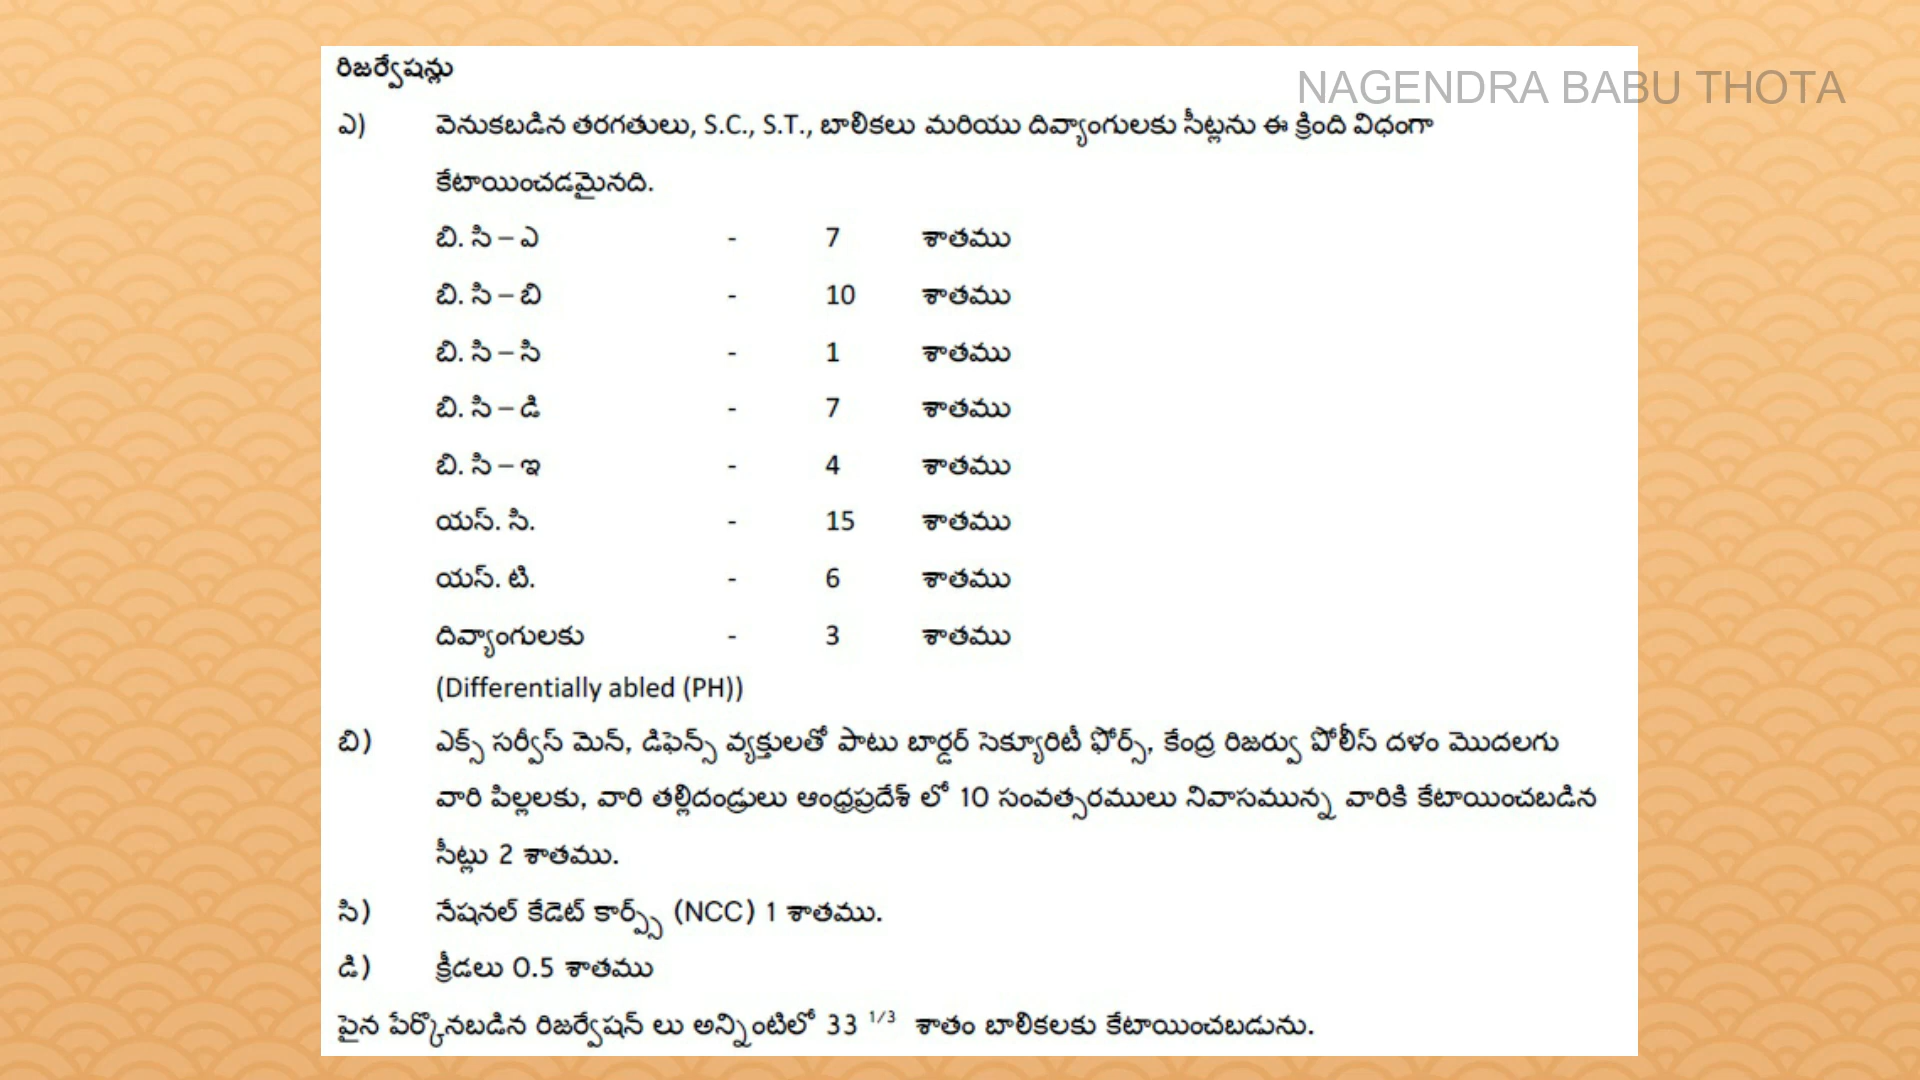 రిజర్వేషన్లు
NAGENDRA BABU THOTA
ఎ) వెనుకబడిన తరగతులు, S.C., S.T., బాలికలు మరియు దివ్యాంగులకు సీట్లను ఈ క్రింది విధంగా
కేటాయించడమైనది.
బి. సి – ఎ - 7 శాతము
బి. సి – బి - 10 శాతము
బి. సి – సి - 1 శాతము
బి. సి – డి - 7 శాతము
బి. సి – ఇ - 4 శాతము
యస్. సి. - 15 శాతము
యస్. టి. - 6 శాతము
దివ్యాంగులకు - 3 శాతము
(Differentially abled (PH))
బి) ఎక్స్ సర్వీస్ మెన్, డిఫెన్స్ వ్యక్తులతో పాటు బార్డర్ సెక్యూరిటీ ఫోర్స్, కేంద్ర రిజర్వు పోలీస్ దళం మొదలగు
వారి పిల్లలకు, వారి తల్లిదండ్రులు ఆంధ్రప్రదేశ్ లో 10 సంవత్సరములు నివాసమున్న వారికి కేటాయించబడిన
సీట్లు 2 శాతము.
సి) నేషనల్ కేడెట్ కార్ప్స్ (NCC) 1 శాతము.
డి) క్రీడలు 0.5 శాతము
పైన పేర్కొనబడిన రిజర్వేషన్ లు అన్నింటిలో 33 1/3 శాతం బాలికలకు కేటాయించబడును.